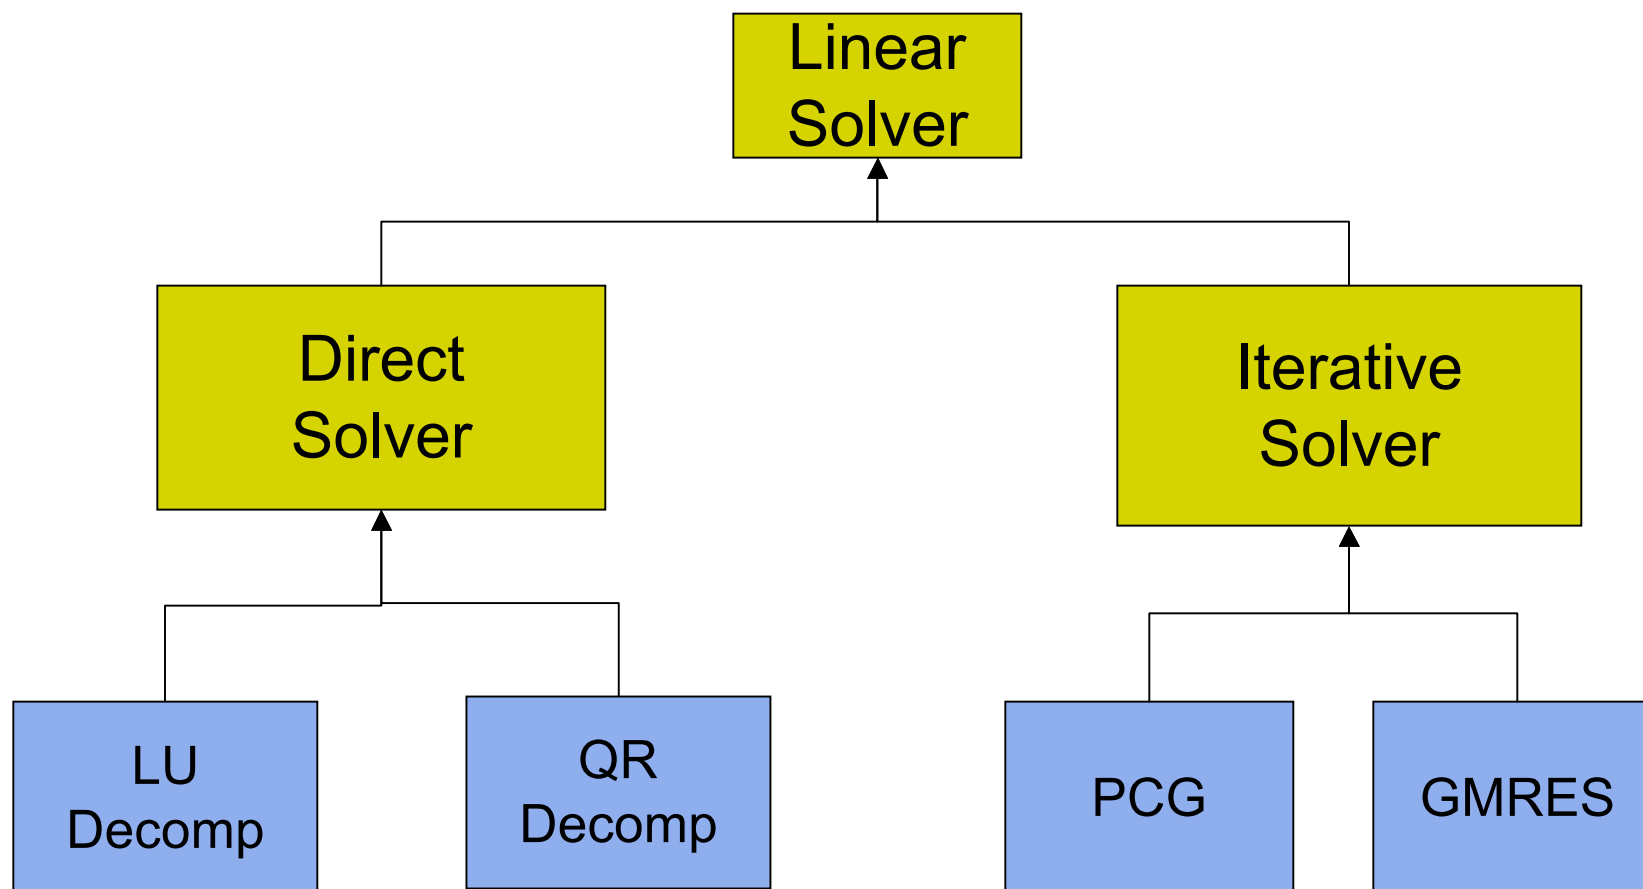 Linear
Solver
Direct
Solver
Iterative
Solver
LU
Decomp
QR
Decomp
PCG
GMRES